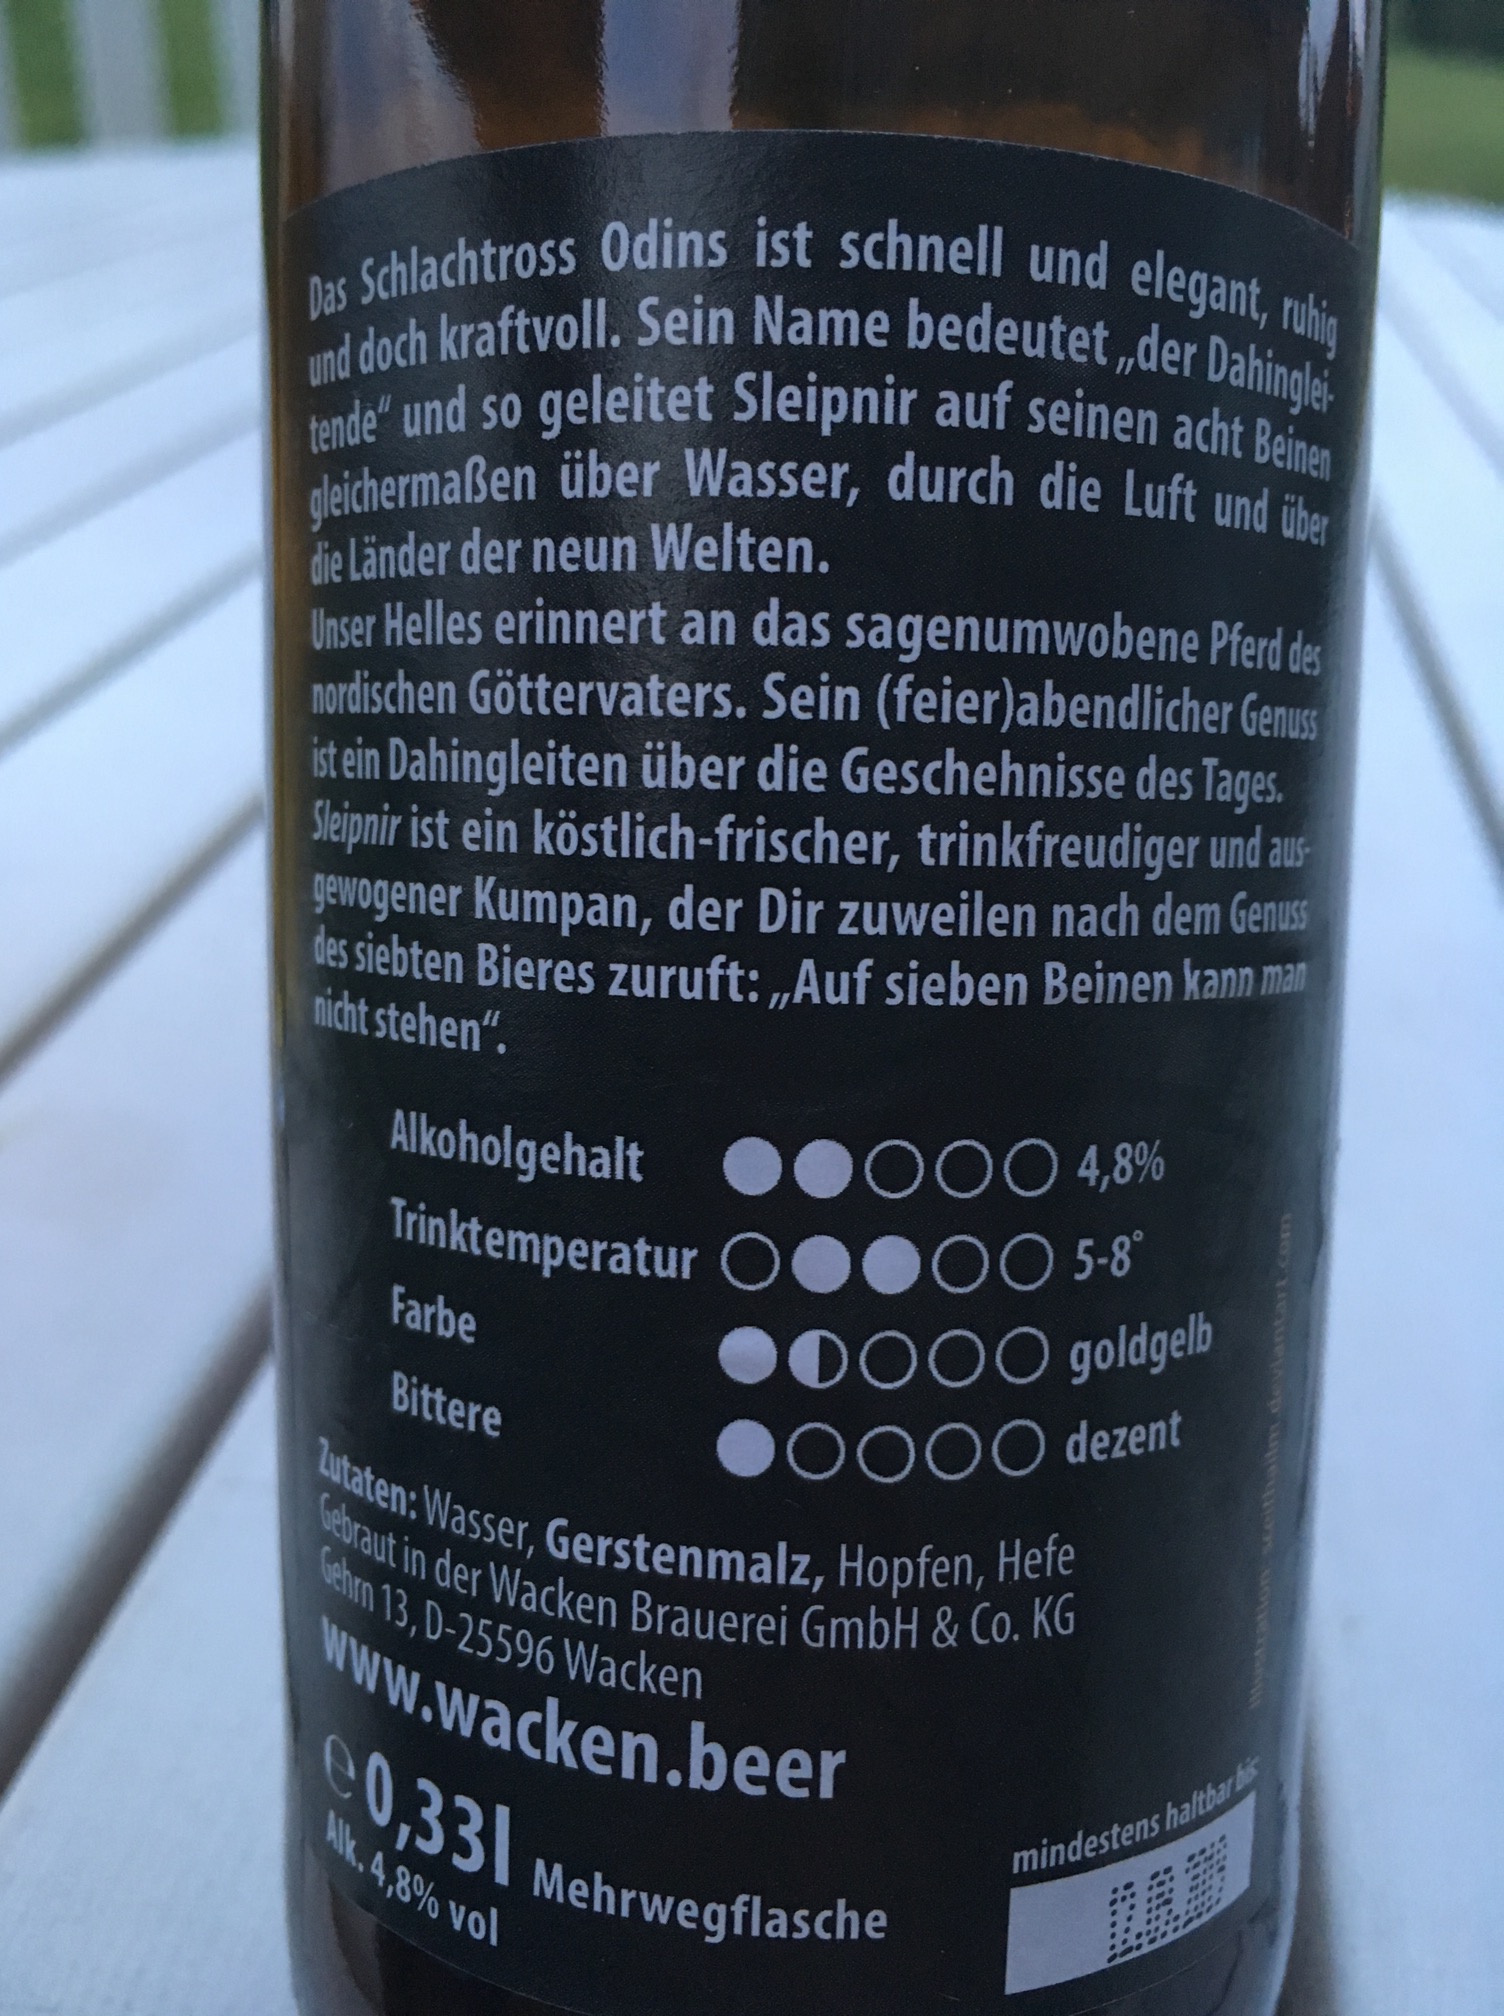 Das Schlachtross Odins ist schnell und elegant, ruhig
und doch kraftvoll. Sein Name bedeutet „der Dahinglei-
tende“ und so geleitet Sleipnir auf seinen acht Beinen
gleichermaßen über Wasser, durch die Luft und über
die Länder der neun Welten.
Unser Helles erinnert an das sagenumwobene Pferd des
nordischen Göttervaters. Sein (feier)abendlicher Genuss
ist ein Dahingleiten über die Geschehnisse des Tages.
Sleipnir ist ein köstlich-frischer, trinkfreudiger und aus-
gewogener Kumpan, der Dir zuweilen nach dem Genuss
des siebten Bieres zuruft: „Auf sieben Beinen kann man
nicht stehen“.
Alkoholgehalt 4,8%
Trinktemperatur 5-8°
Farbe goldgelb
Bittere dezent
Zutaten: Wasser, Gerstenmalz, Hopfen, Hefe
Gebraut in der Wacken Brauerei GmbH & Co. KG
Gehrn 13, D-25596 Wacken
www.wacken.beer
℮ 0,33l Mehrwegflasche
Alk. 4,8% vol
mindestens haltbar bis: